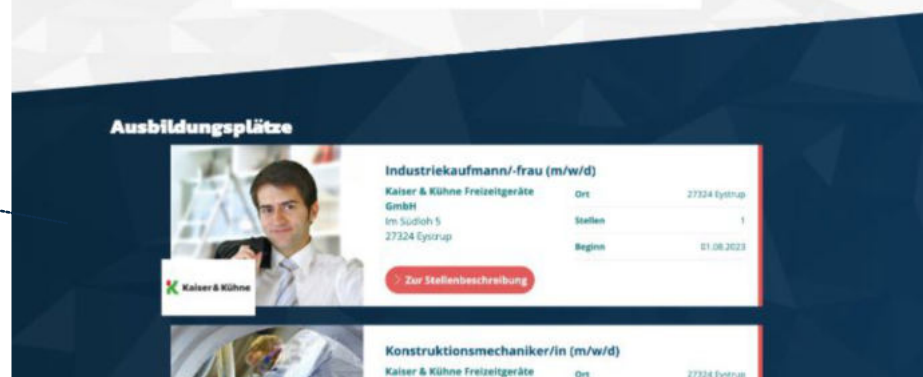 Ausbildungsplätze
Industriekaufmann/-frau (m/w/d)
Kaiser & Kühne Freizeitgeräte
GmbH
Im Südloh 5
27324 Eystrup
Ort 27324 Eystrup
Stellen 1
Beginn 01.08.2023
> Zur Stellenbeschreibung
Kaiser & Kühne
Konstruktionsmechaniker/in (m/w/d)
Kaiser & Kühne Freizeitgeräte
Ort 27324 Eystrup